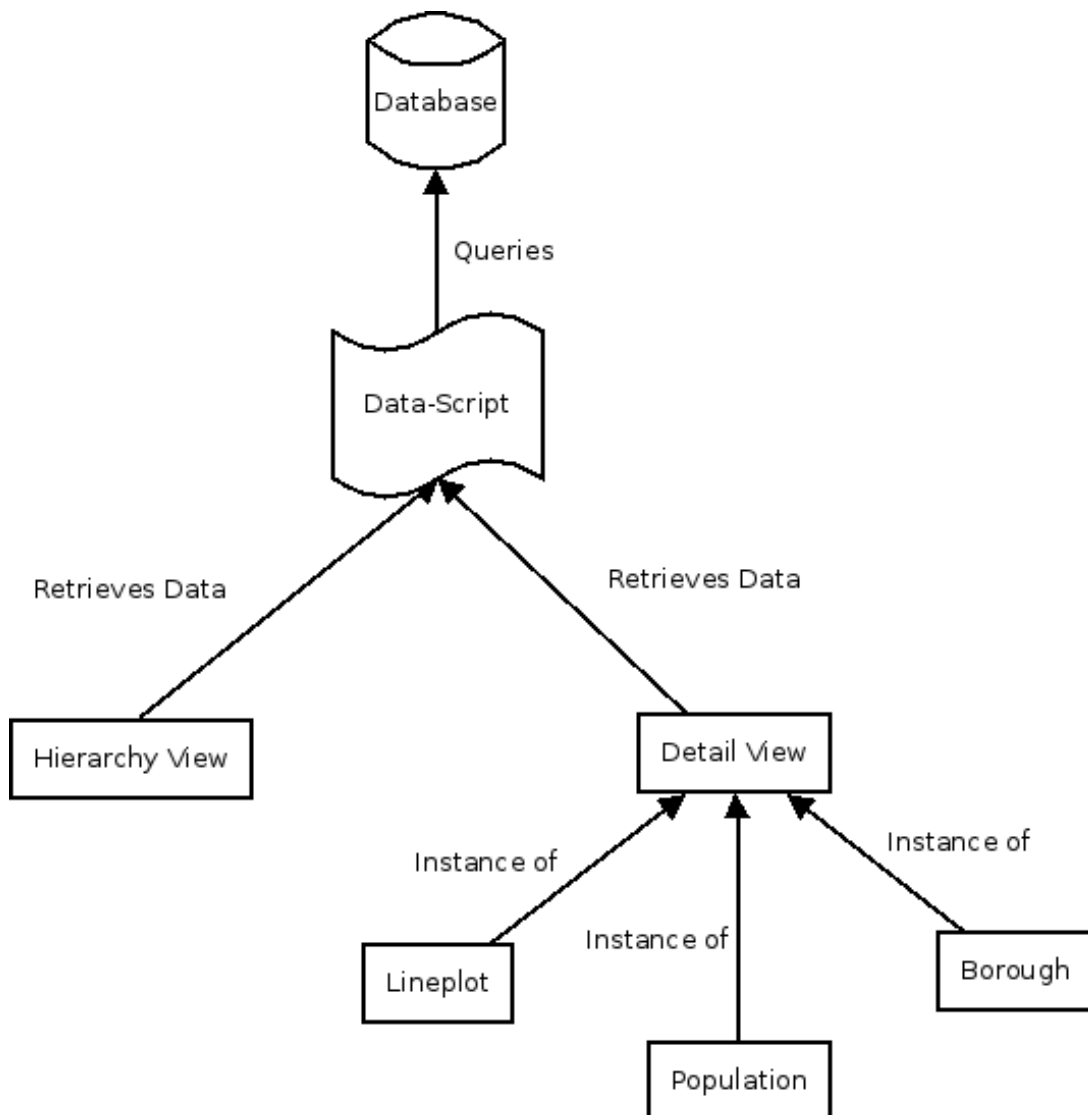 Database
Queries
Data-Script
Retrieves Data
Retrieves Data
Hierarchy View
Detail View
Instance of
Instance of
Instance of
Lineplot
Borough
Population